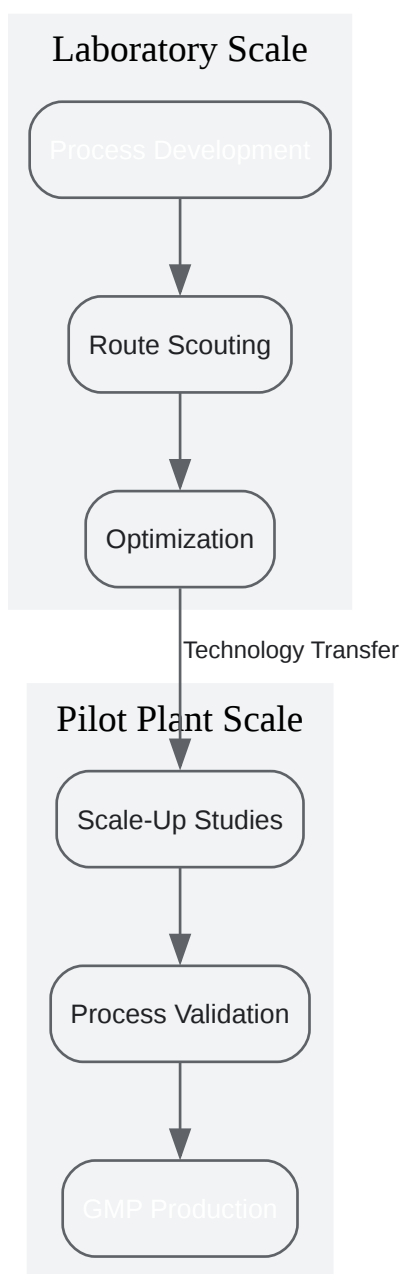 Laboratory Scale
Process Development
Route Scouting
Optimization
Technology Transfer
Pilot Plant Scale
Scale-Up Studies
Process Validation
GMP Production